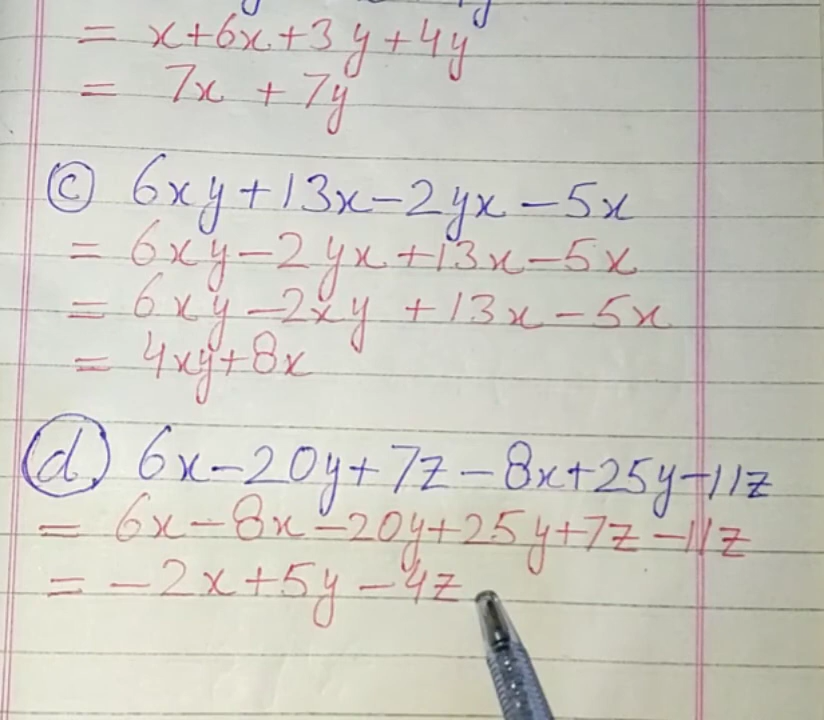 = x+6x+3y+4y
= 7x + 7y
ⓒ 6xy+13x-2yx-5x
= 6xy-2yx+13x-5x
= 6xy-2xy+13x-5x
= 4xy+8x
ⓓ 6x-20y+7z-8x+25y-11z
= 6x-8x-20y+25y+7z-11z
= -2x+5y-4z